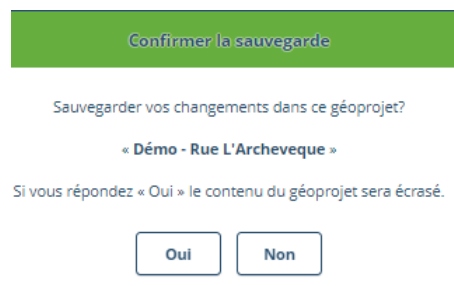 Confirmer la sauvegarde
Sauvegarder vos changements dans ce géoprojet?
« Démo - Rue L'Archeveque »
Si vous répondez « Oui » le contenu du géoprojet sera écrasé.
Oui Non